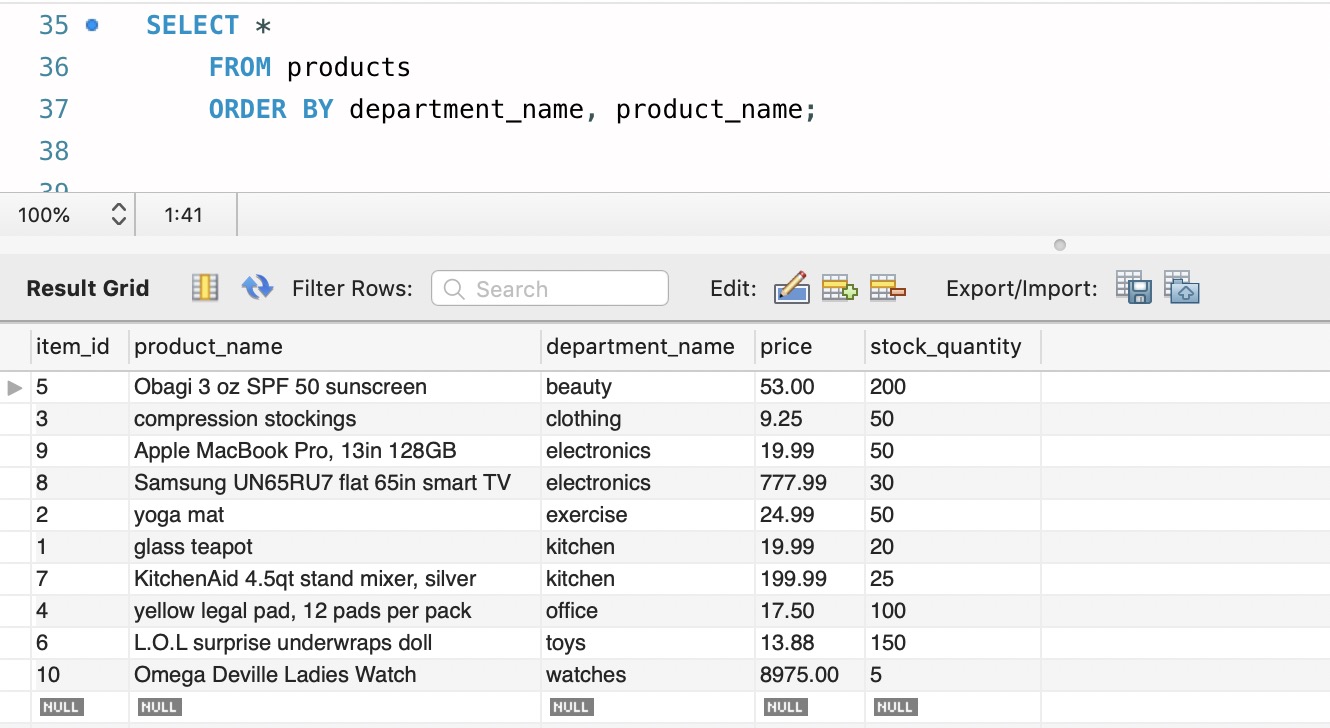 35 SELECT *
36 FROM products
37 ORDER BY department_name, product_name;
38
39
100% 1:41
Result Grid Filter Rows: Search Edit: Export/Import:
item_id product_name department_name price stock_quantity
5 Obagi 3 oz SPF 50 sunscreen beauty 53.00 200
3 compression stockings clothing 9.25 50
9 Apple MacBook Pro, 13in 128GB electronics 19.99 50
8 Samsung UN65RU7 flat 65in smart TV electronics 777.99 30
2 yoga mat exercise 24.99 50
1 glass teapot kitchen 19.99 20
7 KitchenAid 4.5qt stand mixer, silver kitchen 199.99 25
4 yellow legal pad, 12 pads per pack office 17.50 100
6 L.O.L surprise underwraps doll toys 13.88 150
10 Omega Deville Ladies Watch watches 8975.00 5
NULL NULL NULL NULL NULL